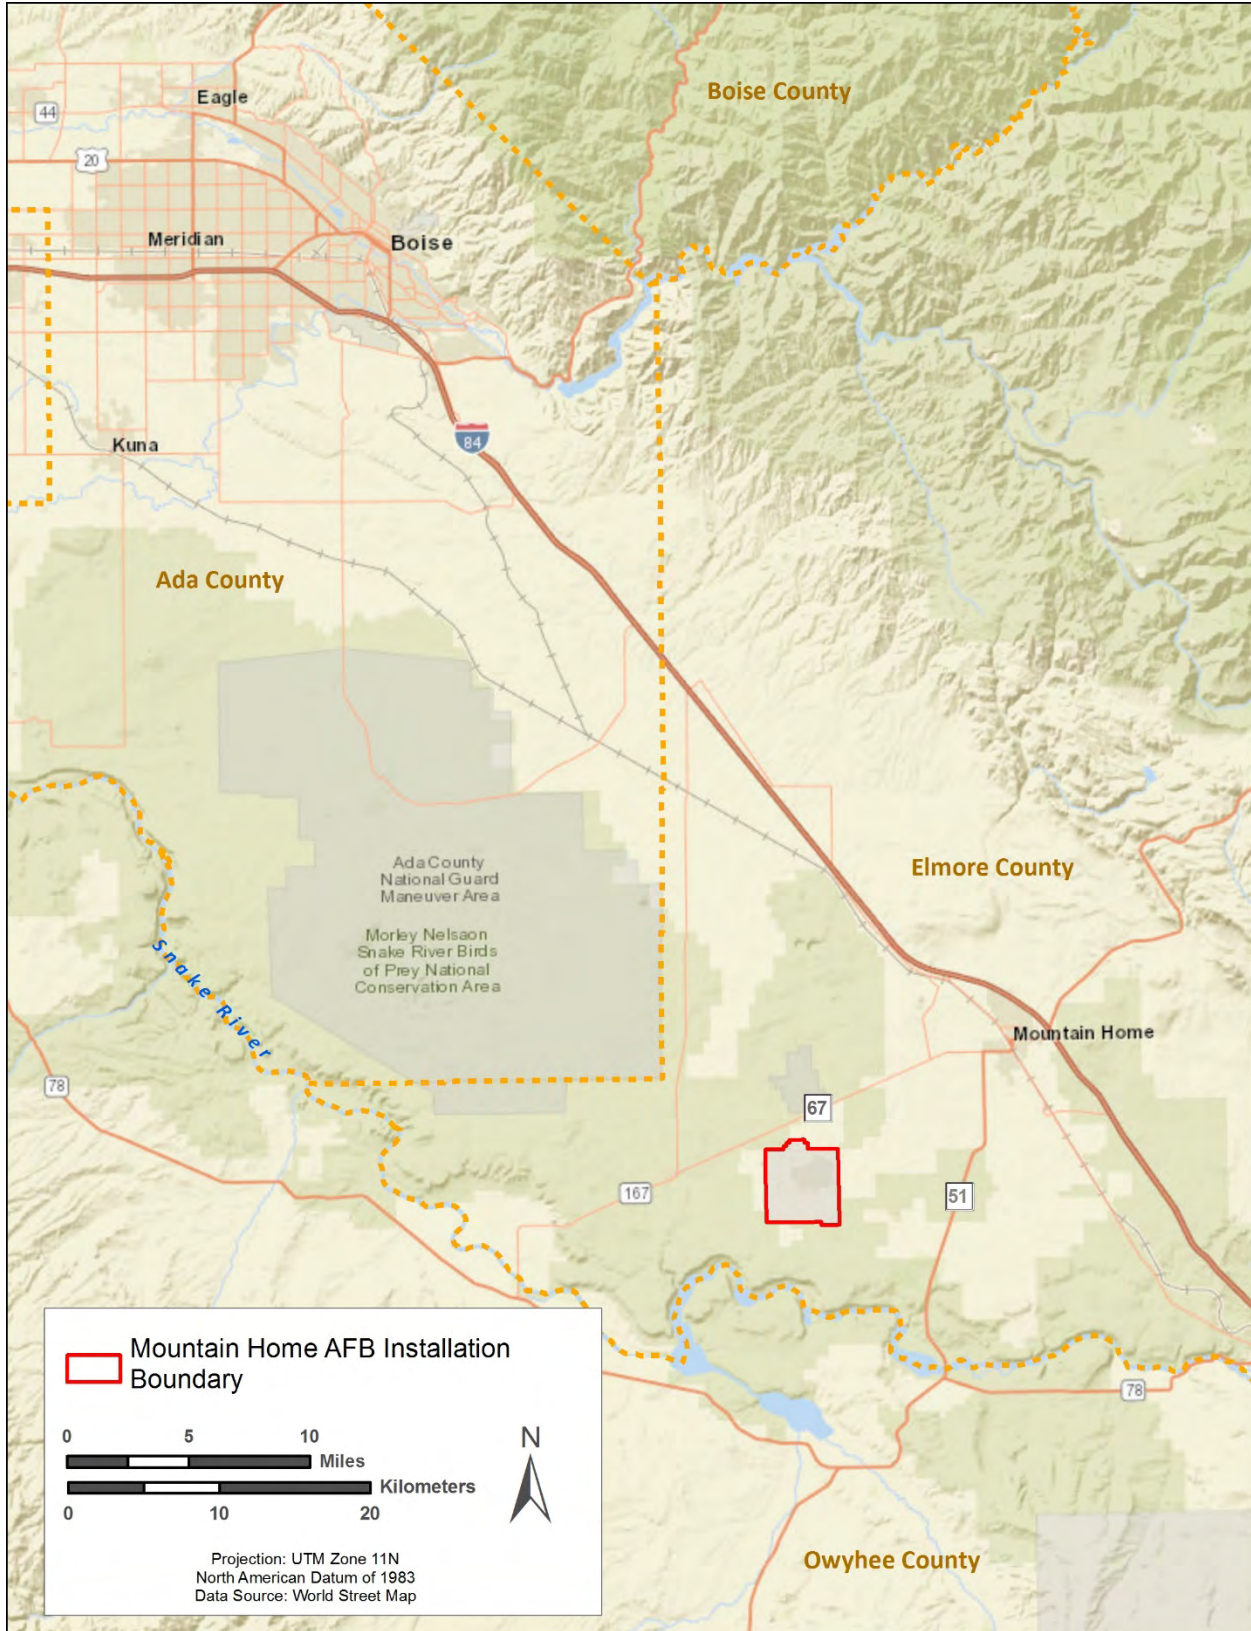 Boise County
Eagle
44
20
Meridian
Boise
84
Kuna
Ada County
Ada County
National Guard
Maneuver Area
Elmore County
Morley Nelsaon
Snake River Birds
of Prey National
Conservation Area
Snake River
Mountain Home
78
67
167
51
78
Mountain Home AFB Installation
Boundary
0 5 10
Miles
Kilometers
0 10 20
N
Projection: UTM Zone 11N
North American Datum of 1983
Data Source: World Street Map
Owyhee County